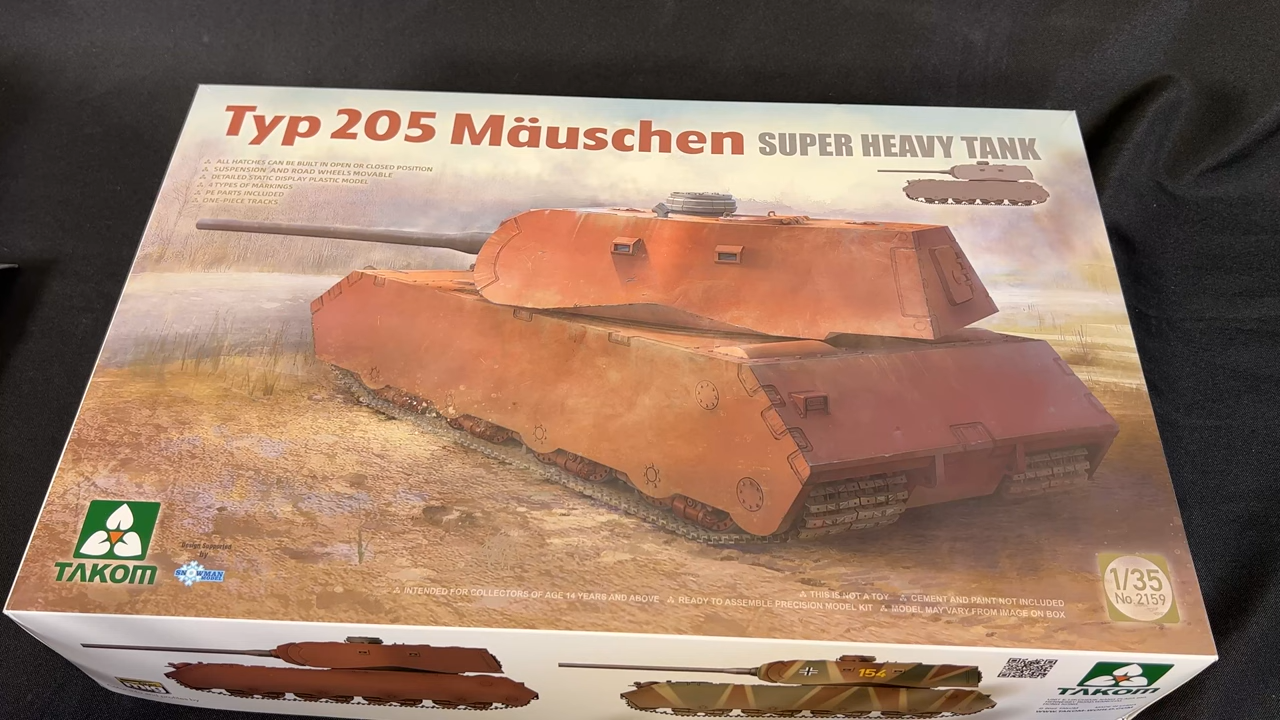 Typ 205 Mäuschen SUPER HEAVY TANK
ALL HATCHES CAN BE BUILT IN OPEN OR CLOSED POSITION
SUSPENSION AND ROAD WHEELS MOVABLE
DETAILED STATIC DISPLAY PLASTIC MODEL
4 TYPES OF MARKINGS
PE PARTS INCLUDED
ONE-PIECE TRACKS
TAKOM
Design Supported
by
SNOWMAN MODEL
INTENDED FOR COLLECTORS OF AGE 14 YEARS AND ABOVE
READY TO ASSEMBLE PRECISION MODEL KIT
THIS IS NOT A TOY
CEMENT AND PAINT NOT INCLUDED
MODEL MAY VARY FROM IMAGE ON BOX
1/35
No.2159
154
TAKOM